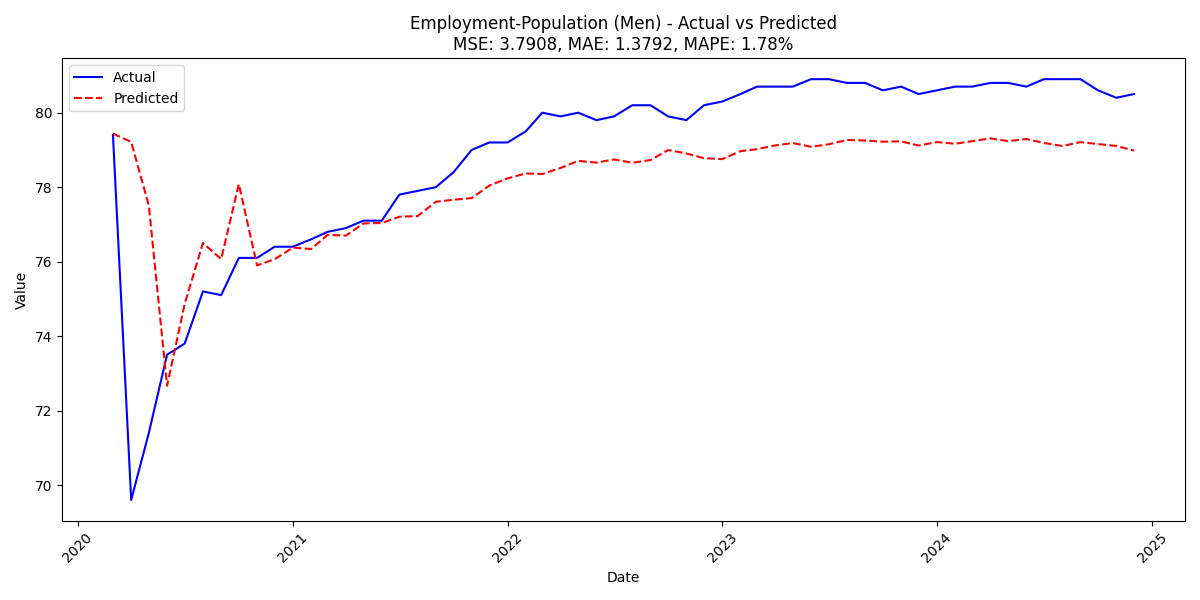 Employment-Population (Men) - Actual vs Predicted
MSE: 3.7908, MAE: 1.3792, MAPE: 1.78%
Actual
Predicted
Value
80
78
76
74
72
70
2020
2021
2022
2023
2024
2025
Date